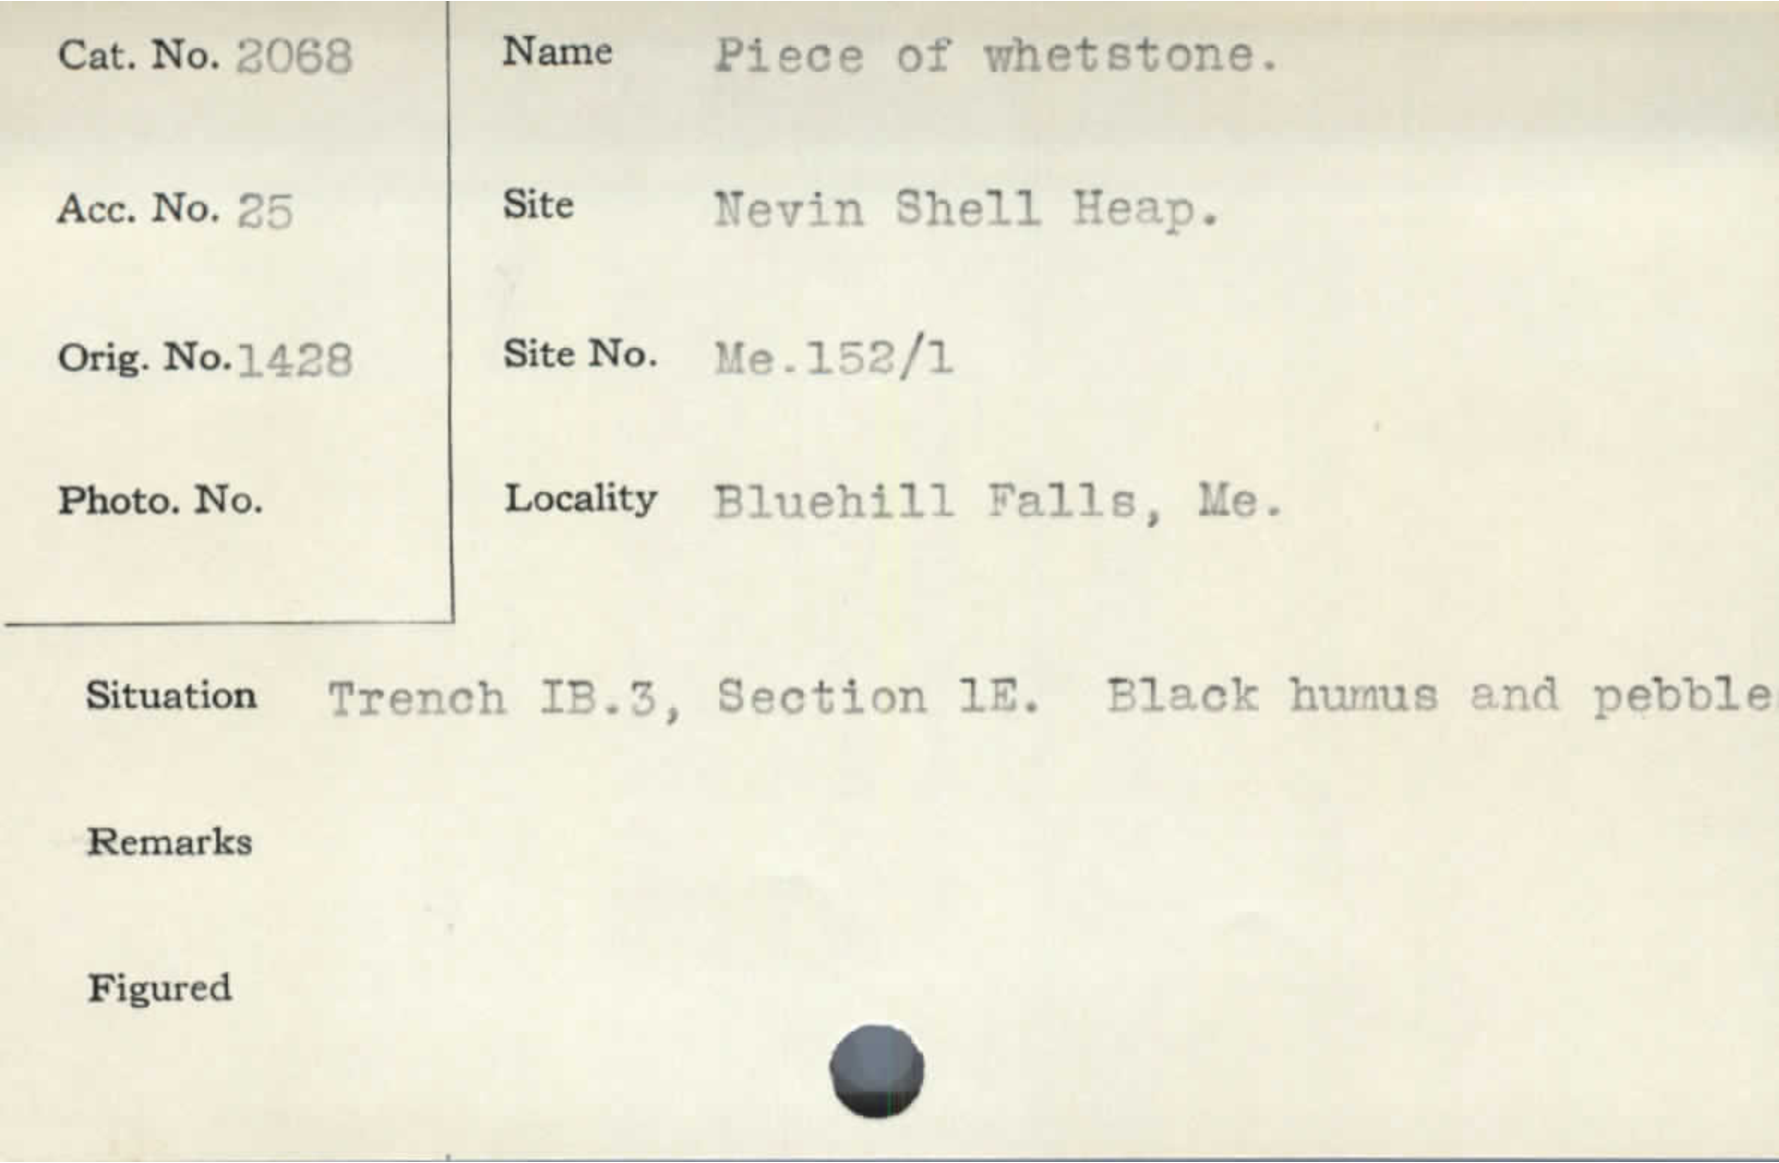 Cat. No. 2068 Name Piece of whetstone.
Acc. No. 25 Site Nevin Shell Heap.
Orig. No. 1428 Site No. Me.152/1
Photo. No. Locality Bluehill Falls, Me.
Situation Trench IB.3, Section 1E. Black humus and pebble
Remarks
Figured